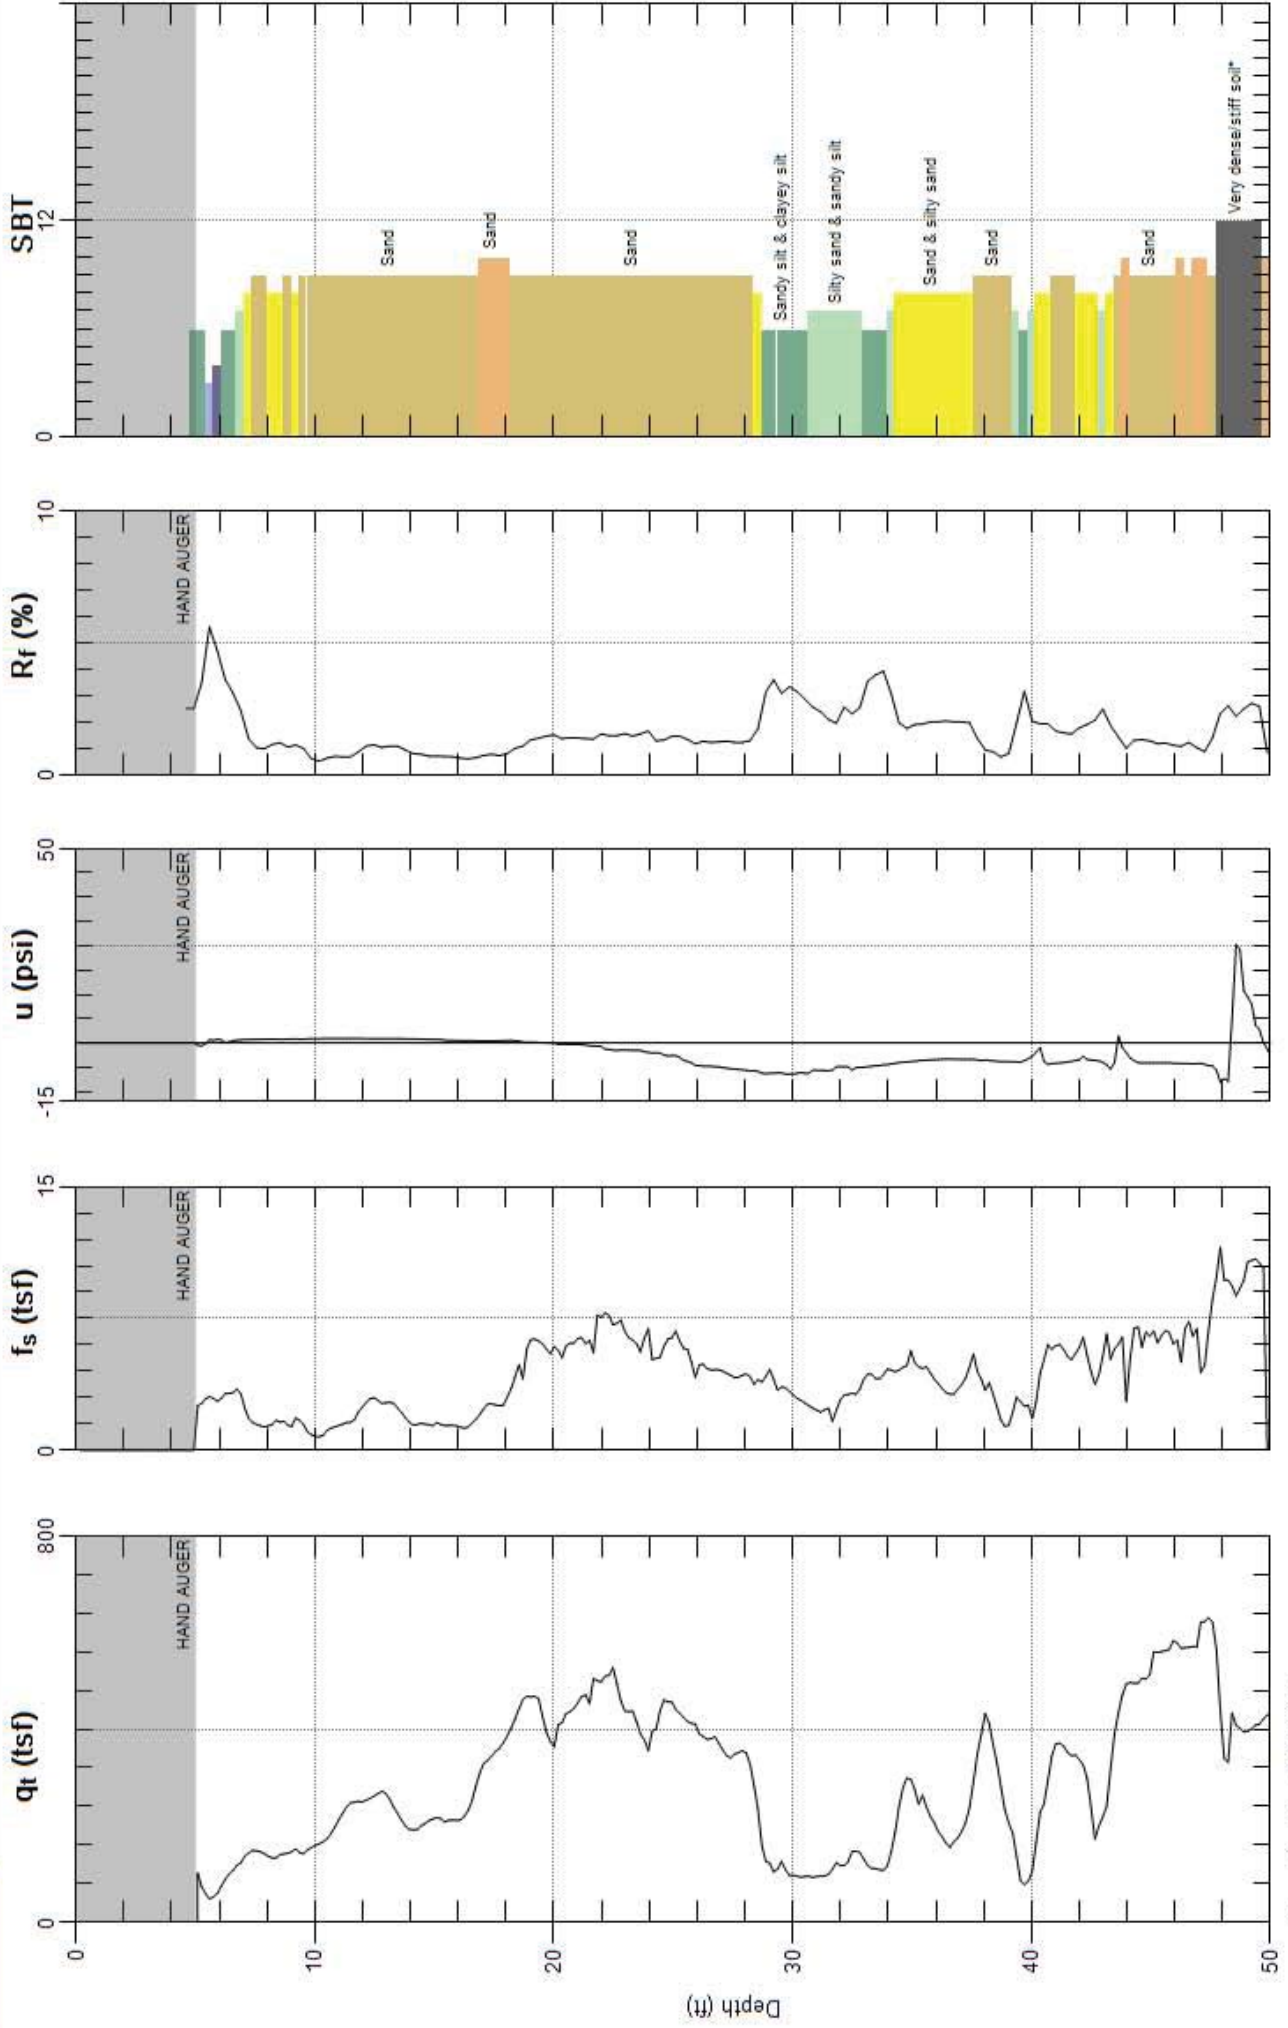 SBT
0
12
Sand
Sand
Sand
Sandy silt & clayey silt
Silty sand & sandy silt
Sand & silty sand
Sand
Sand
Very dense/stiff soil*
Rf (%)
0
10
HAND AUGER
u (psi)
-15
50
HAND AUGER
fs (tsf)
0
15
HAND AUGER
qt (tsf)
0
800
HAND AUGER
0
10
20
30
40
50
Depth (ft)